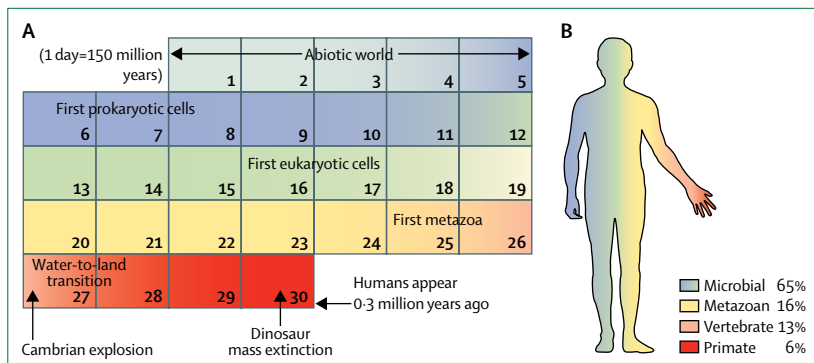 A
(1 day=150 million
years)
Abiotic world
1 2 3 4 5
First prokaryotic cells
6 7 8 9 10 11 12
First eukaryotic cells
13 14 15 16 17 18 19
First metazoa
20 21 22 23 24 25 26
Water-to-land
transition
27 28 29 30
Humans appear
0·3 million years ago
Cambrian explosion
Dinosaur
mass extinction
B
Microbial 65%
Metazoan 16%
Vertebrate 13%
Primate 6%